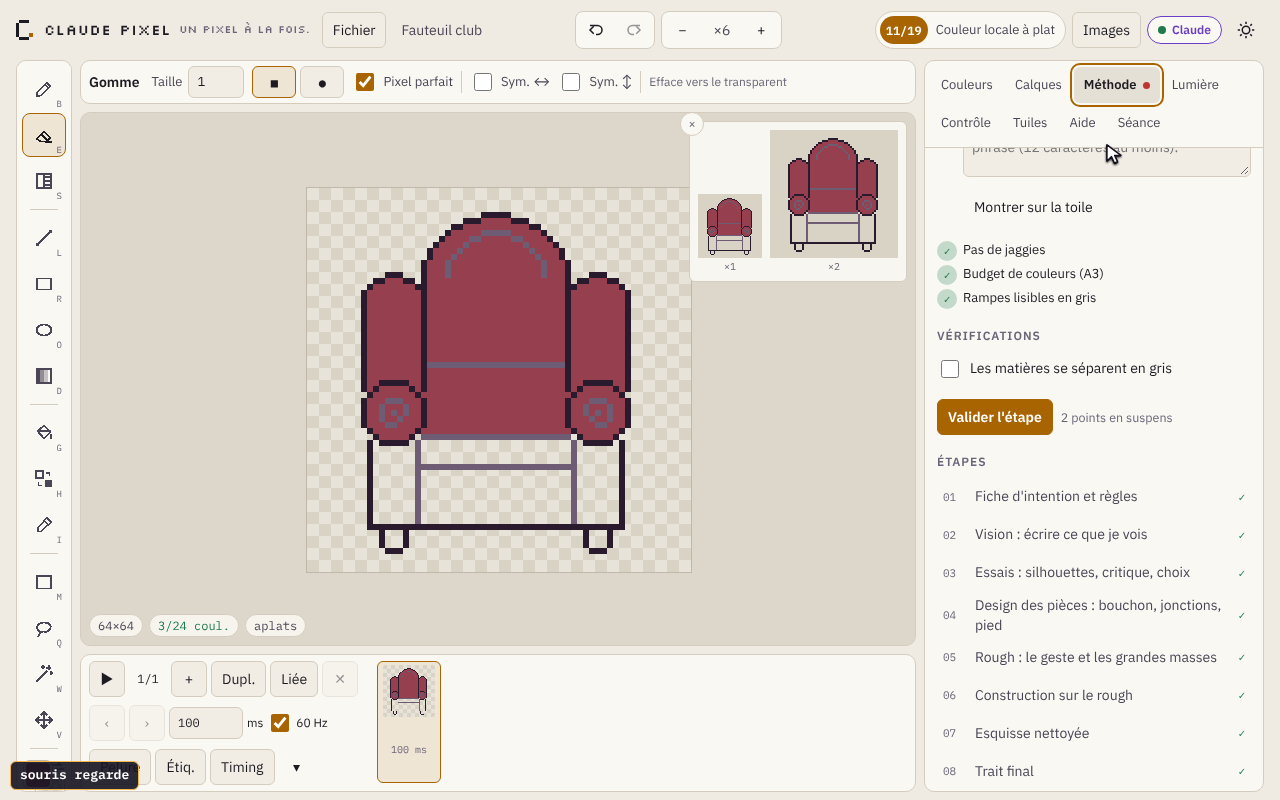 CLAUDE PIXEL UN PIXEL À LA FOIS.
Fichier
Fauteuil club
− ×6 +
11/19 Couleur locale à plat
Images
Claude
Gomme Taille 1 Pixel parfait Sym. Sym. Efface vers le transparent
B
E
S
L
R
O
D
G
H
I
M
Q
W
V
×
×1 ×2
64×64 3/24 coul. aplats
1/1 + Dupl. Liée ×
‹ › 100 ms 60 Hz
Étiq. Timing
100 ms
souris regarde
Couleurs Calques Méthode Lumière
Contrôle Tuiles Aide Séance
phrase (12 caractères au moins).
Montrer sur la toile
✓ Pas de jaggies
✓ Budget de couleurs (A3)
✓ Rampes lisibles en gris
VÉRIFICATIONS
Les matières se séparent en gris
Valider l'étape 2 points en suspens
ÉTAPES
01 Fiche d'intention et règles ✓
02 Vision : écrire ce que je vois ✓
03 Essais : silhouettes, critique, choix ✓
04 Design des pièces : bouchon, jonctions, ✓
pied
05 Rough : le geste et les grandes masses ✓
06 Construction sur le rough ✓
07 Esquisse nettoyée ✓
08 Trait final ✓